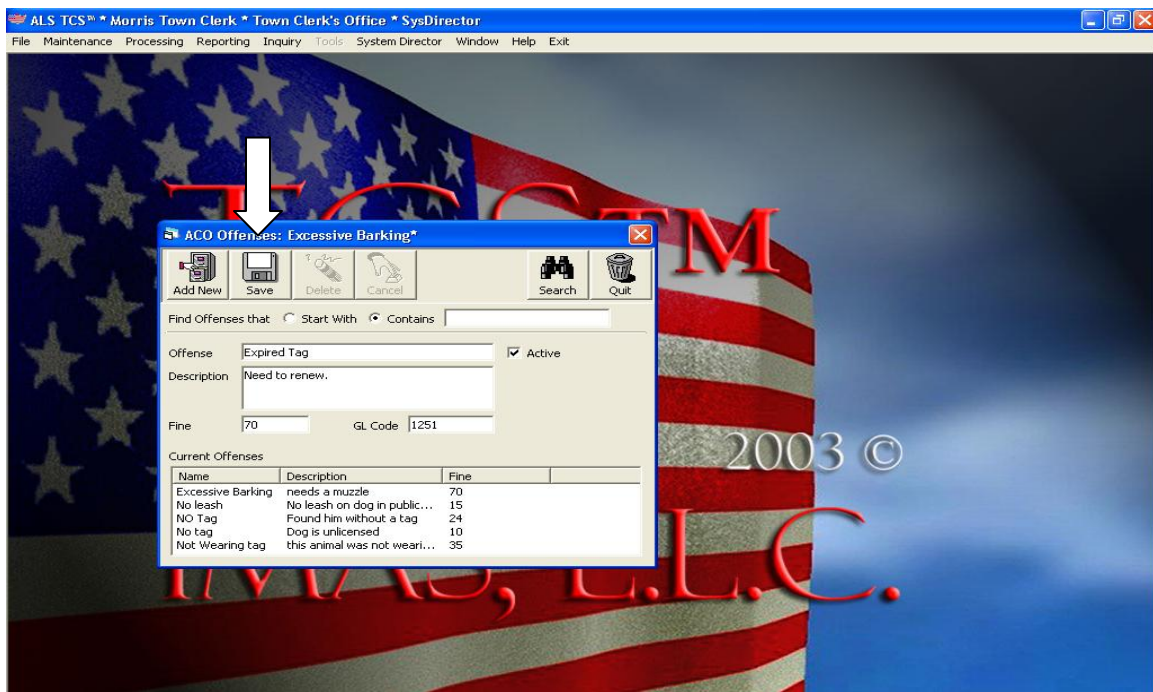 ALS TCS™ * Morris Town Clerk * Town Clerk's Office * SysDirector
File Maintenance Processing Reporting Inquiry Tools System Director Window Help Exit
TCS™
2003 ©
IMAS, L.L.C.
ACO Offenses: Excessive Barking*
Add New Save Delete Cancel Search Quit
Find Offenses that Start With Contains
Offense Expired Tag Active
Description Need to renew.
Fine 70 GL Code 1251
Current Offenses
Name Description Fine
Excessive Barking needs a muzzle 70
No leash No leash on dog in public... 15
NO Tag Found him without a tag 24
No tag Dog is unlicensed 10
Not Wearing tag this animal was not weari... 35